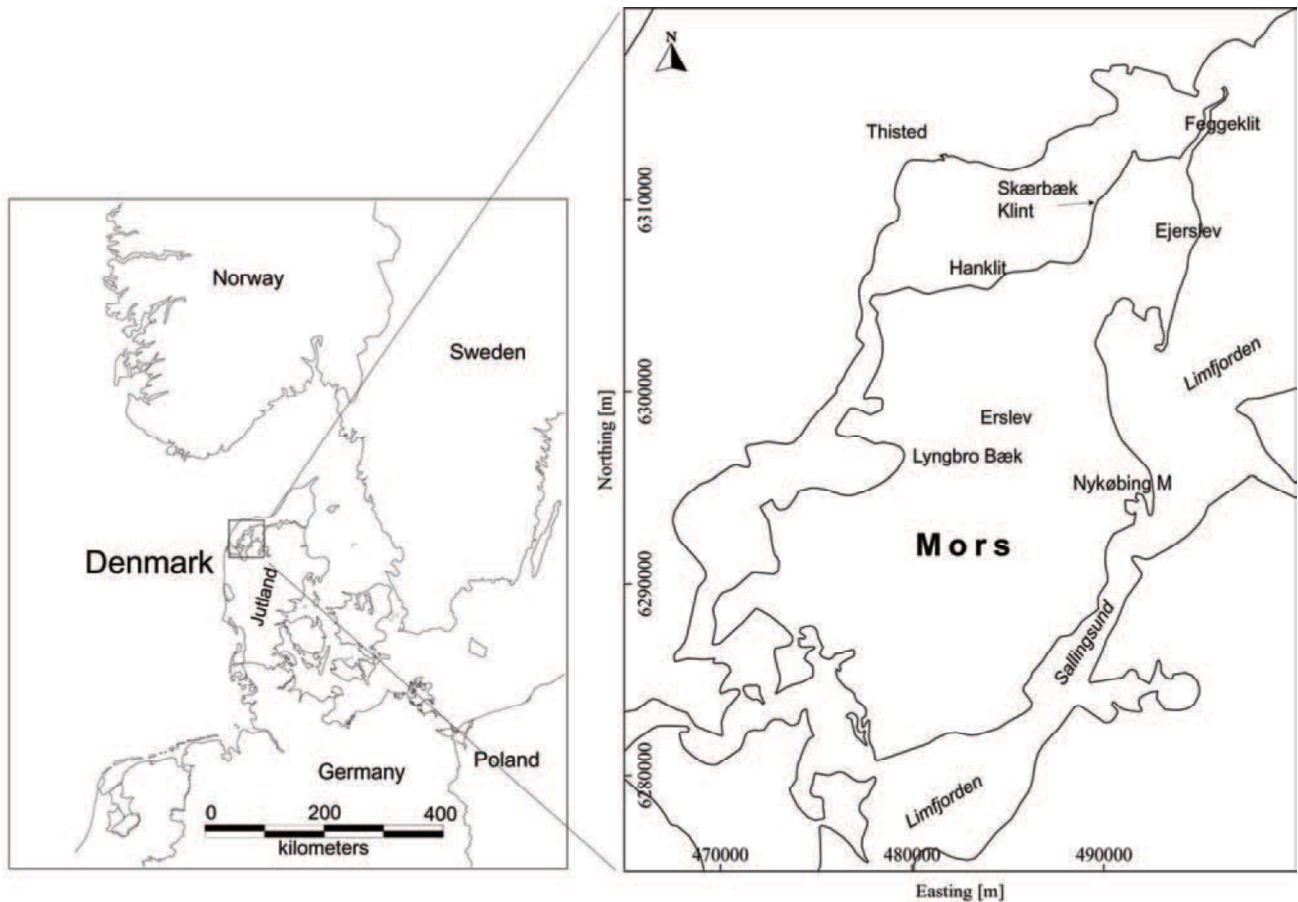 Norway
Sweden
Denmark
Jutland
Germany
Poland
0 200 400
kilometers
N
Thisted
Feggeklit
Skærbæk
Klint
Ejerslev
Hanklit
Limfjorden
Erslev
Lyngbro Bæk
Nykøbing M
Mors
Sallingsund
Limfjorden
6310000
6300000
6290000
6280000
Northing [m]
470000 480000 490000
Easting [m]